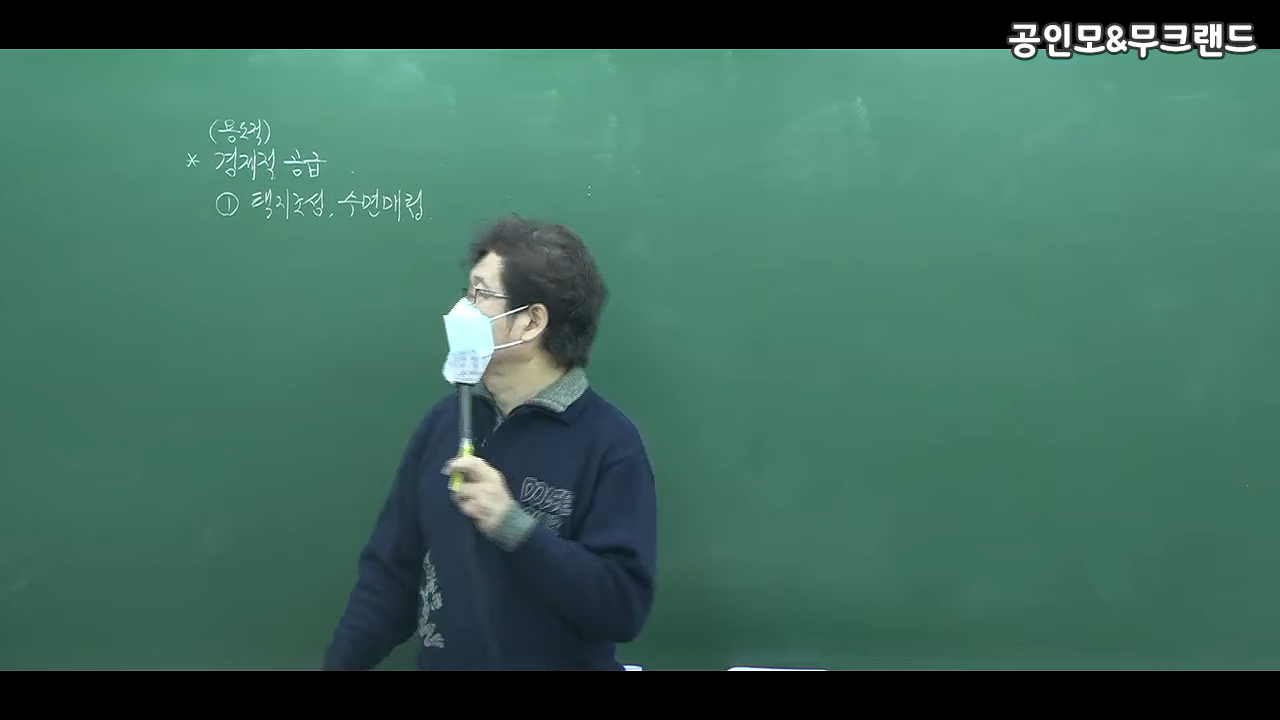 공인모&무크랜드
(용도적)
* 경제적 공급
① 택지조성, 수면매립